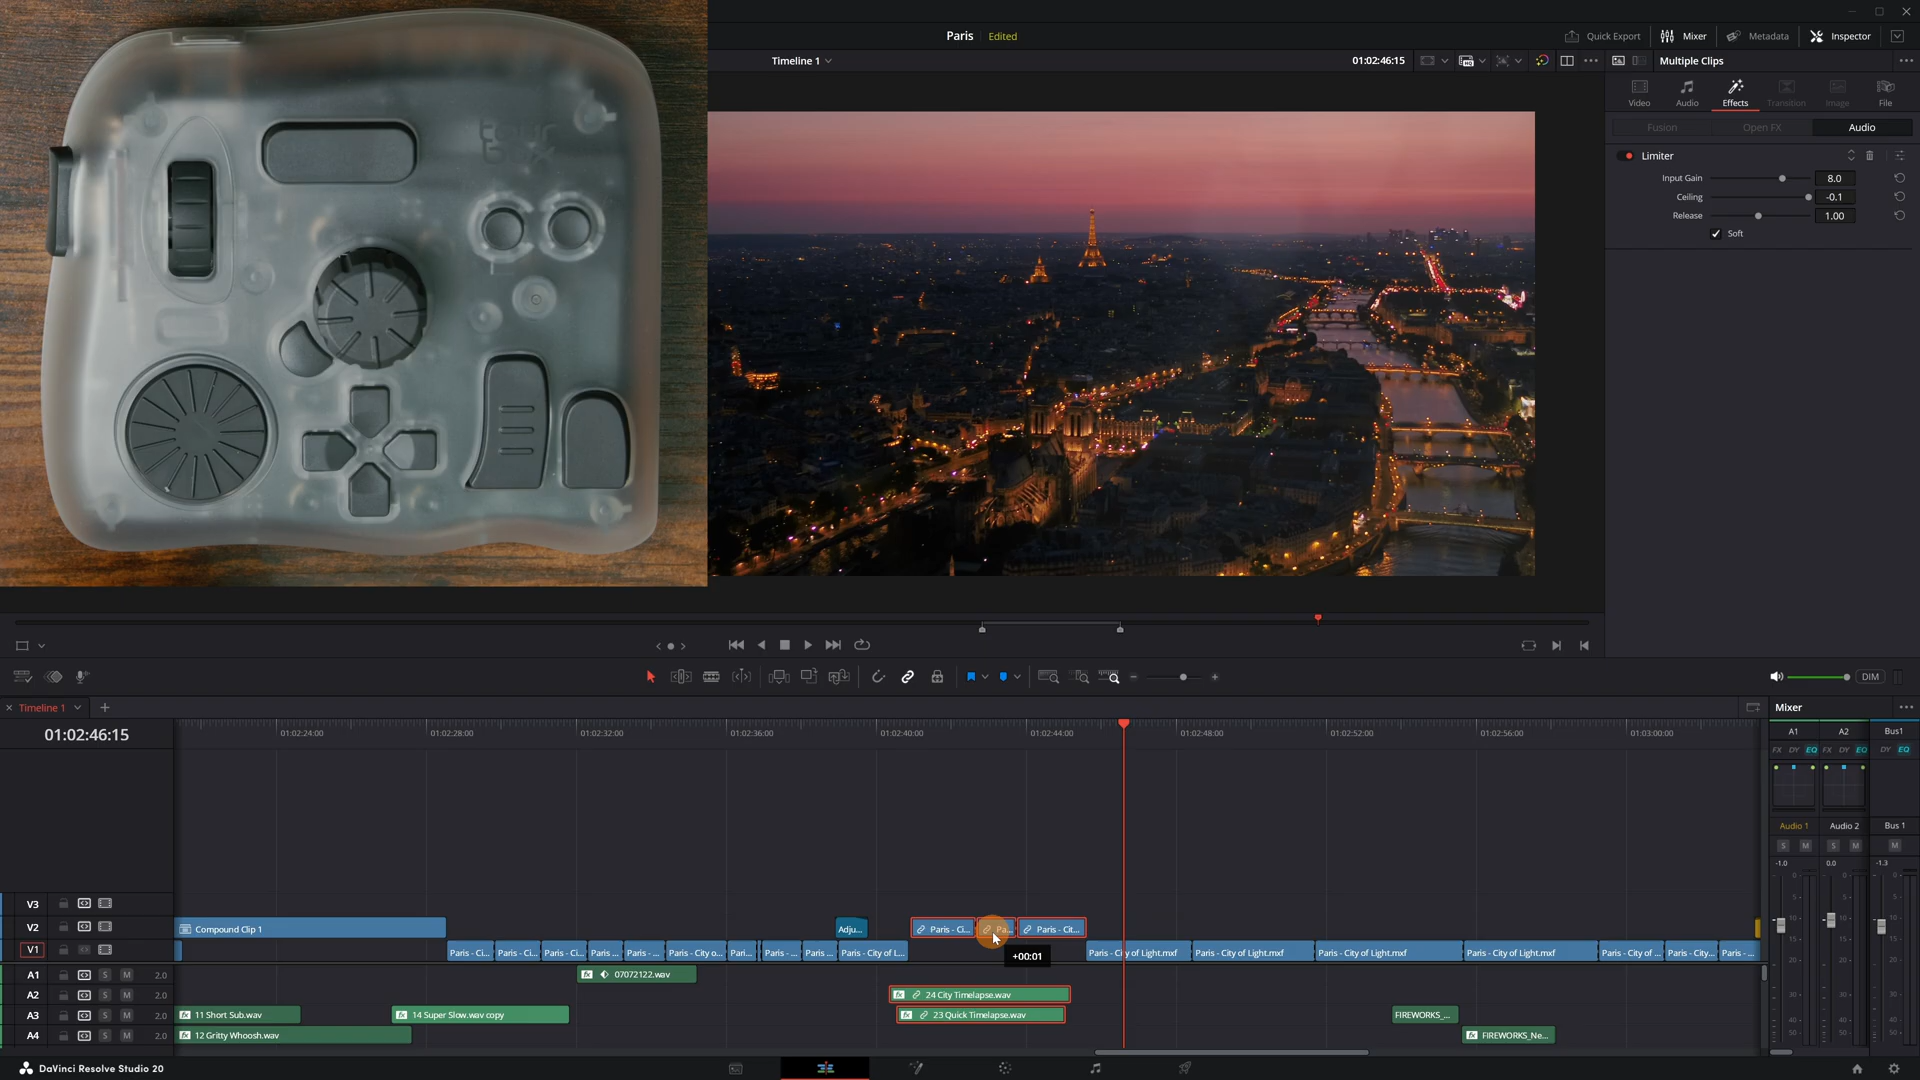 Paris Edited
Quick Export Mixer Metadata Inspector
Timeline 1
01:02:46:15
Multiple Clips
Video Audio Effects Transition Image File
Fusion Open FX Audio
Limiter
Input Gain 8.0
Ceiling -0.1
Release 1.00
Soft
DIM
Timeline 1
Mixer
01:02:46:15
01:02:24:00 01:02:28:00 01:02:32:00 01:02:36:00 01:02:40:00 01:02:44:00 01:02:48:00 01:02:52:00 01:02:56:00 01:03:00:00
A1 A2 Bus1
FX DY EQ FX DY EQ DY EQ
Audio 1 Audio 2 Bus 1
S M S M M
-1.0 0.0 -1.3
V3
V2 Compound Clip 1 Adju... Paris - Ci... Pa... Paris - Cit...
+00:01
V1 Paris - Ci... Paris - Ci... Paris - Ci... Paris ... Paris - ... City o... Pari... Paris - ... Paris ... Paris - City of L... Paris - City of Light.mxf Paris - City of Light.mxf Paris - City of Light.mxf Paris - City of Light.mxf Paris - City of ... Paris - City... Paris - ...
A1 S M 2.0 07072122.wav
A2 S M 2.0 24 City Timelapse.wav
A3 S M 2.0 11 Short Sub.wav 14 Super Slow.wav copy 23 Quick Timelapse.wav FIREWORKS_...
A4 S M 2.0 12 Gritty Whoosh.wav FIREWORKS_Ne...
DaVinci Resolve Studio 20